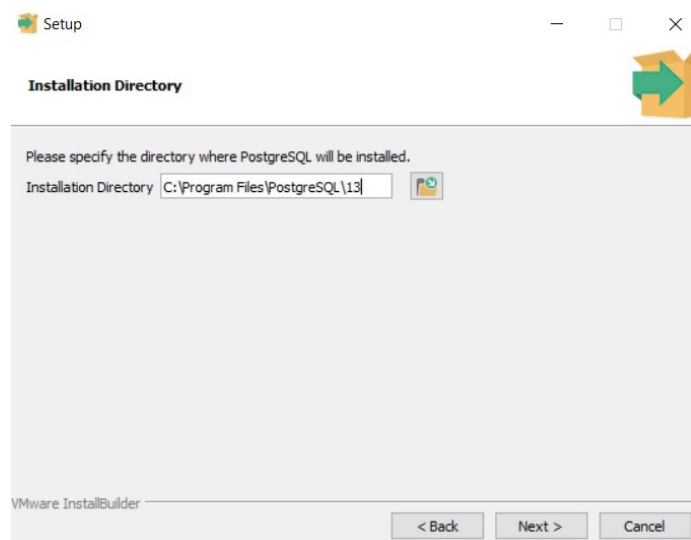 Setup
Installation Directory
Please specify the directory where PostgreSQL will be installed.
Installation Directory C:\Program Files\PostgreSQL\13
VMware InstallBuilder
< Back Next > Cancel